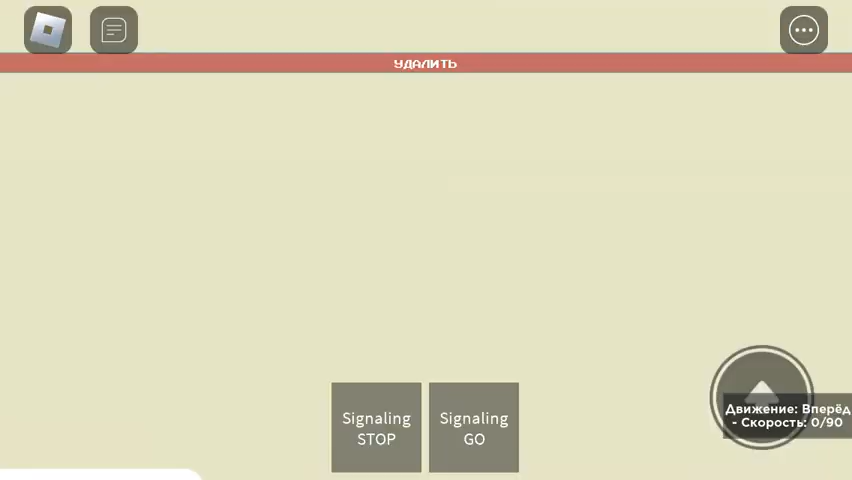 УДАЛИТЬ
Signaling
STOP
Signaling
GO
Движение: Вперёд
- Скорость: 0/90